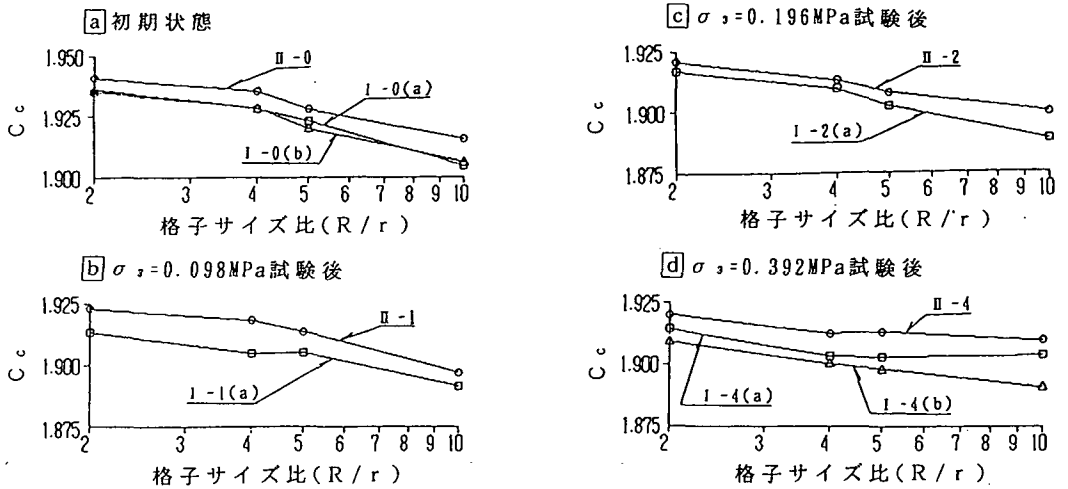 a 初期状態
1.950
1.925
1.900
Cc
II-0
I-0(a)
I-0(b)
2 3 4 5 6 7 8 9 10
格子サイズ比(R/r)
b σ₃=0.098MPa試験後
1.925
1.900
1.875
Cc
II-1
I-1(a)
2 3 4 5 6 7 8 9 10
格子サイズ比(R/r)
c σ₃=0.196MPa試験後
1.925
1.900
1.875
Cc
II-2
I-2(a)
2 3 4 5 6 7 8 9 10
格子サイズ比(R/r)
d σ₃=0.392MPa試験後
1.925
1.900
1.875
Cc
II-4
I-4(a)
I-4(b)
2 3 4 5 6 7 8 9 10
格子サイズ比(R/r)